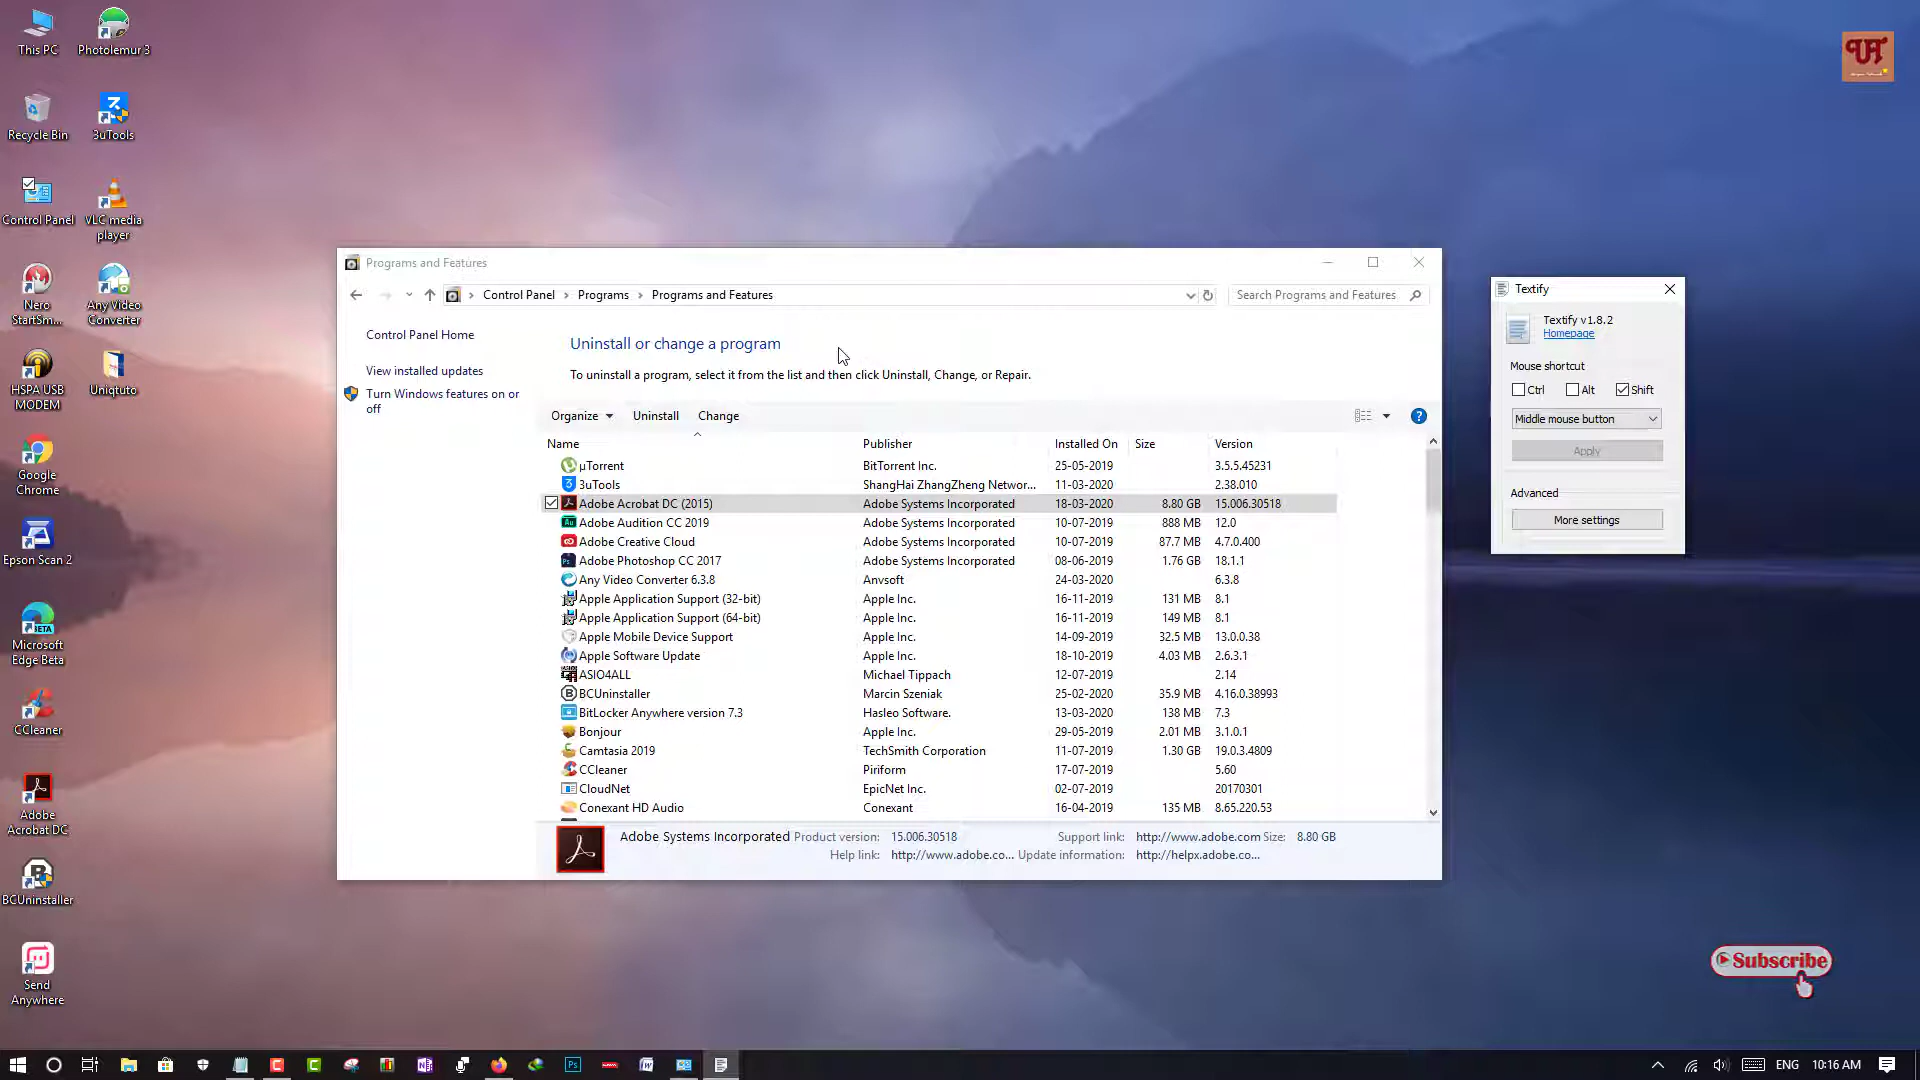 This PC
Photolemur 3
Recycle Bin
3uTools
Control Panel
VLC media
player
Nero
StartSm...
Any Video
Converter
HSPA USB
MODEM
Uniqtuto
Google
Chrome
Epson Scan 2
Microsoft
Edge Beta
CCleaner
Adobe
Acrobat DC
BCUninstaller
Send
Anywhere
Programs and Features
Control Panel > Programs > Programs and Features
Search Programs and Features
Control Panel Home
View installed updates
Turn Windows features on or
off
Uninstall or change a program
To uninstall a program, select it from the list and then click Uninstall, Change, or Repair.
Organize Uninstall Change
Name Publisher Installed On Size Version
µTorrent BitTorrent Inc. 25-05-2019 3.5.5.45231
3uTools ShangHai ZhangZheng Networ... 11-03-2020 2.38.010
Adobe Acrobat DC (2015) Adobe Systems Incorporated 18-03-2020 8.80 GB 15.006.30518
Adobe Audition CC 2019 Adobe Systems Incorporated 10-07-2019 888 MB 12.0
Adobe Creative Cloud Adobe Systems Incorporated 10-07-2019 87.7 MB 4.7.0.400
Adobe Photoshop CC 2017 Adobe Systems Incorporated 08-06-2019 1.76 GB 18.1.1
Any Video Converter 6.3.8 Anvsoft 24-03-2020 6.3.8
Apple Application Support (32-bit) Apple Inc. 16-11-2019 131 MB 8.1
Apple Application Support (64-bit) Apple Inc. 16-11-2019 149 MB 8.1
Apple Mobile Device Support Apple Inc. 14-09-2019 32.5 MB 13.0.0.38
Apple Software Update Apple Inc. 18-10-2019 4.03 MB 2.6.3.1
ASIO4ALL Michael Tippach 12-07-2019 2.14
BCUninstaller Marcin Szeniak 25-02-2020 35.9 MB 4.16.0.38993
BitLocker Anywhere version 7.3 Hasleo Software. 13-03-2020 138 MB 7.3
Bonjour Apple Inc. 29-05-2019 2.01 MB 3.1.0.1
Camtasia 2019 TechSmith Corporation 11-07-2019 1.30 GB 19.0.3.4809
CCleaner Piriform 17-07-2019 5.60
CloudNet EpicNet Inc. 02-07-2019 20170301
Conexant HD Audio Conexant 16-04-2019 135 MB 8.65.220.53
Adobe Systems Incorporated Product version: 15.006.30518 Support link: http://www.adobe.com Size: 8.80 GB
Help link: http://www.adobe.co... Update information: http://helpx.adobe.co...
Textify
Textify v1.8.2
Homepage
Mouse shortcut
Ctrl Alt Shift
Middle mouse button
Apply
Advanced
More settings
UT
Subscribe
ENG 10:16 AM